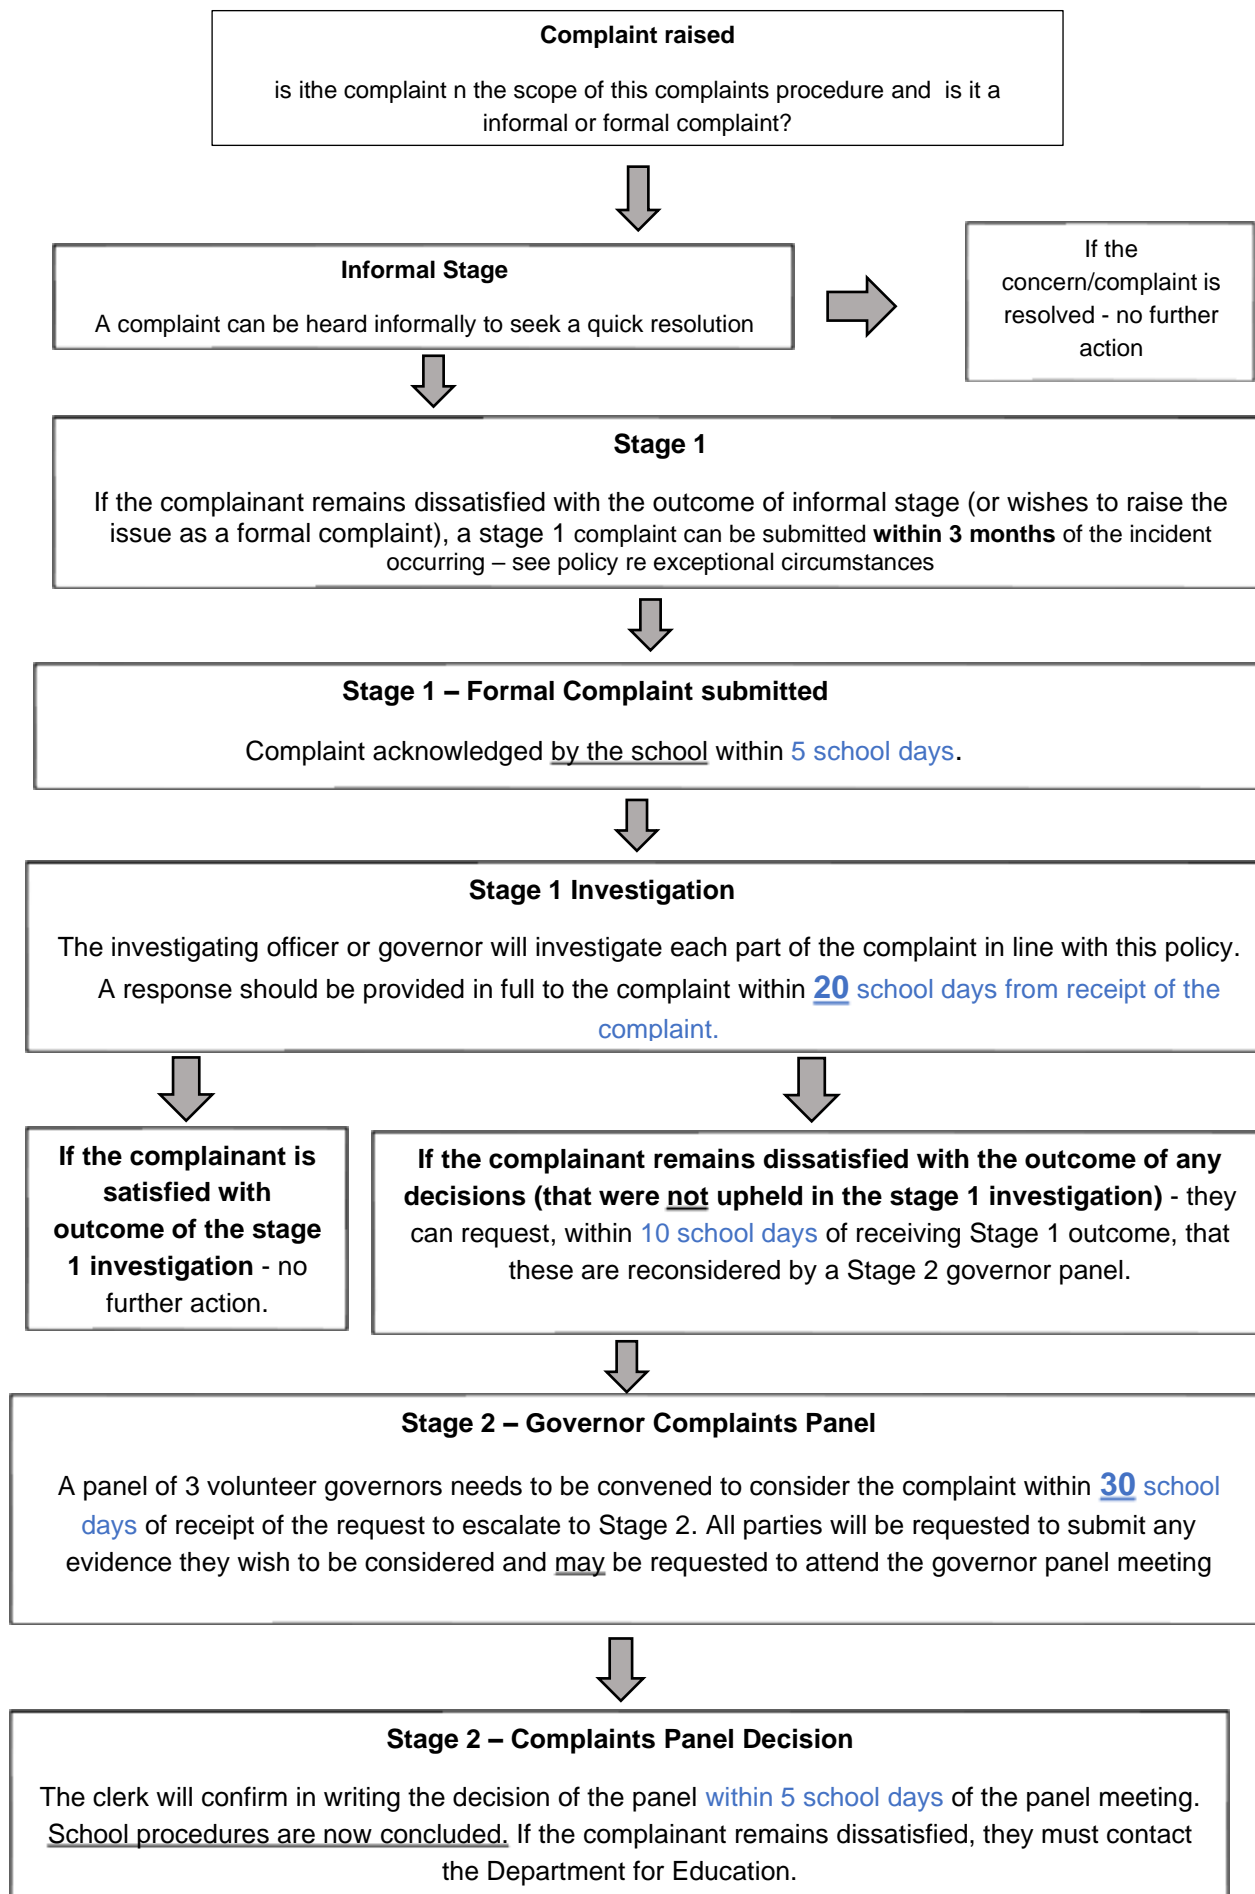 Complaint raised
is ithe complaint n the scope of this complaints procedure and is it a
informal or formal complaint?
Informal Stage
A complaint can be heard informally to seek a quick resolution
If the
concern/complaint is
resolved - no further
action
Stage 1
If the complainant remains dissatisfied with the outcome of informal stage (or wishes to raise the
issue as a formal complaint), a stage 1 complaint can be submitted within 3 months of the incident
occurring – see policy re exceptional circumstances
Stage 1 – Formal Complaint submitted
Complaint acknowledged by the school within 5 school days.
Stage 1 Investigation
The investigating officer or governor will investigate each part of the complaint in line with this policy.
A response should be provided in full to the complaint within 20 school days from receipt of the
complaint.
If the complainant is
satisfied with
outcome of the stage
1 investigation - no
further action.
If the complainant remains dissatisfied with the outcome of any
decisions (that were not upheld in the stage 1 investigation) - they
can request, within 10 school days of receiving Stage 1 outcome, that
these are reconsidered by a Stage 2 governor panel.
Stage 2 – Governor Complaints Panel
A panel of 3 volunteer governors needs to be convened to consider the complaint within 30 school
days of receipt of the request to escalate to Stage 2. All parties will be requested to submit any
evidence they wish to be considered and may be requested to attend the governor panel meeting
Stage 2 – Complaints Panel Decision
The clerk will confirm in writing the decision of the panel within 5 school days of the panel meeting.
School procedures are now concluded. If the complainant remains dissatisfied, they must contact
the Department for Education.